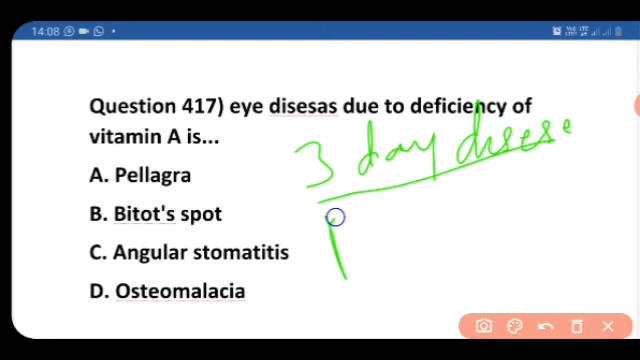 14:08
Question 417) eye disesas due to deficiency of
vitamin A is...
3 day disese
A. Pellagra
B. Bitot's spot
C. Angular stomatitis
D. Osteomalacia